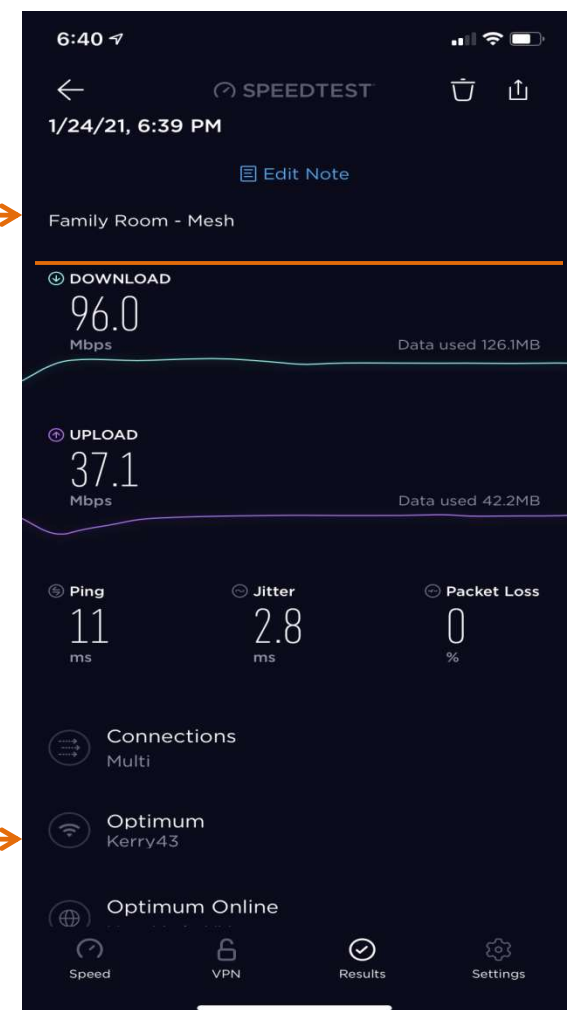 6:40
SPEEDTEST
1/24/21, 6:39 PM
Edit Note
Family Room - Mesh
DOWNLOAD
96.0
Mbps
Data used 126.1MB
UPLOAD
37.1
Mbps
Data used 42.2MB
Ping Jitter Packet Loss
11 2.8 0
ms ms %
Connections
Multi
Optimum
Kerry43
Optimum Online
Speed VPN Results Settings